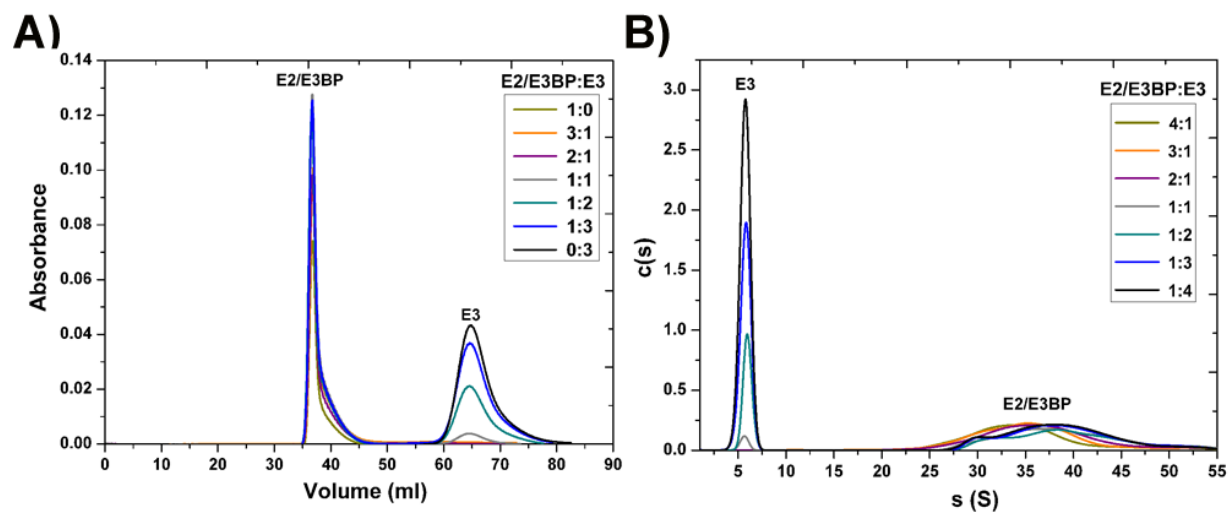 A)
0.14
0.12
0.10
0.08
0.06
0.04
0.02
0.00
Absorbance
0 10 20 30 40 50 60 70 80 90
Volume (ml)
E2/E3BP
E3
E2/E3BP:E3
1:0
3:1
2:1
1:1
1:2
1:3
0:3
B)
3.0
2.5
2.0
1.5
1.0
0.5
0.0
c(s)
5 10 15 20 25 30 35 40 45 50 55
s (S)
E3
E2/E3BP
E2/E3BP:E3
4:1
3:1
2:1
1:1
1:2
1:3
1:4